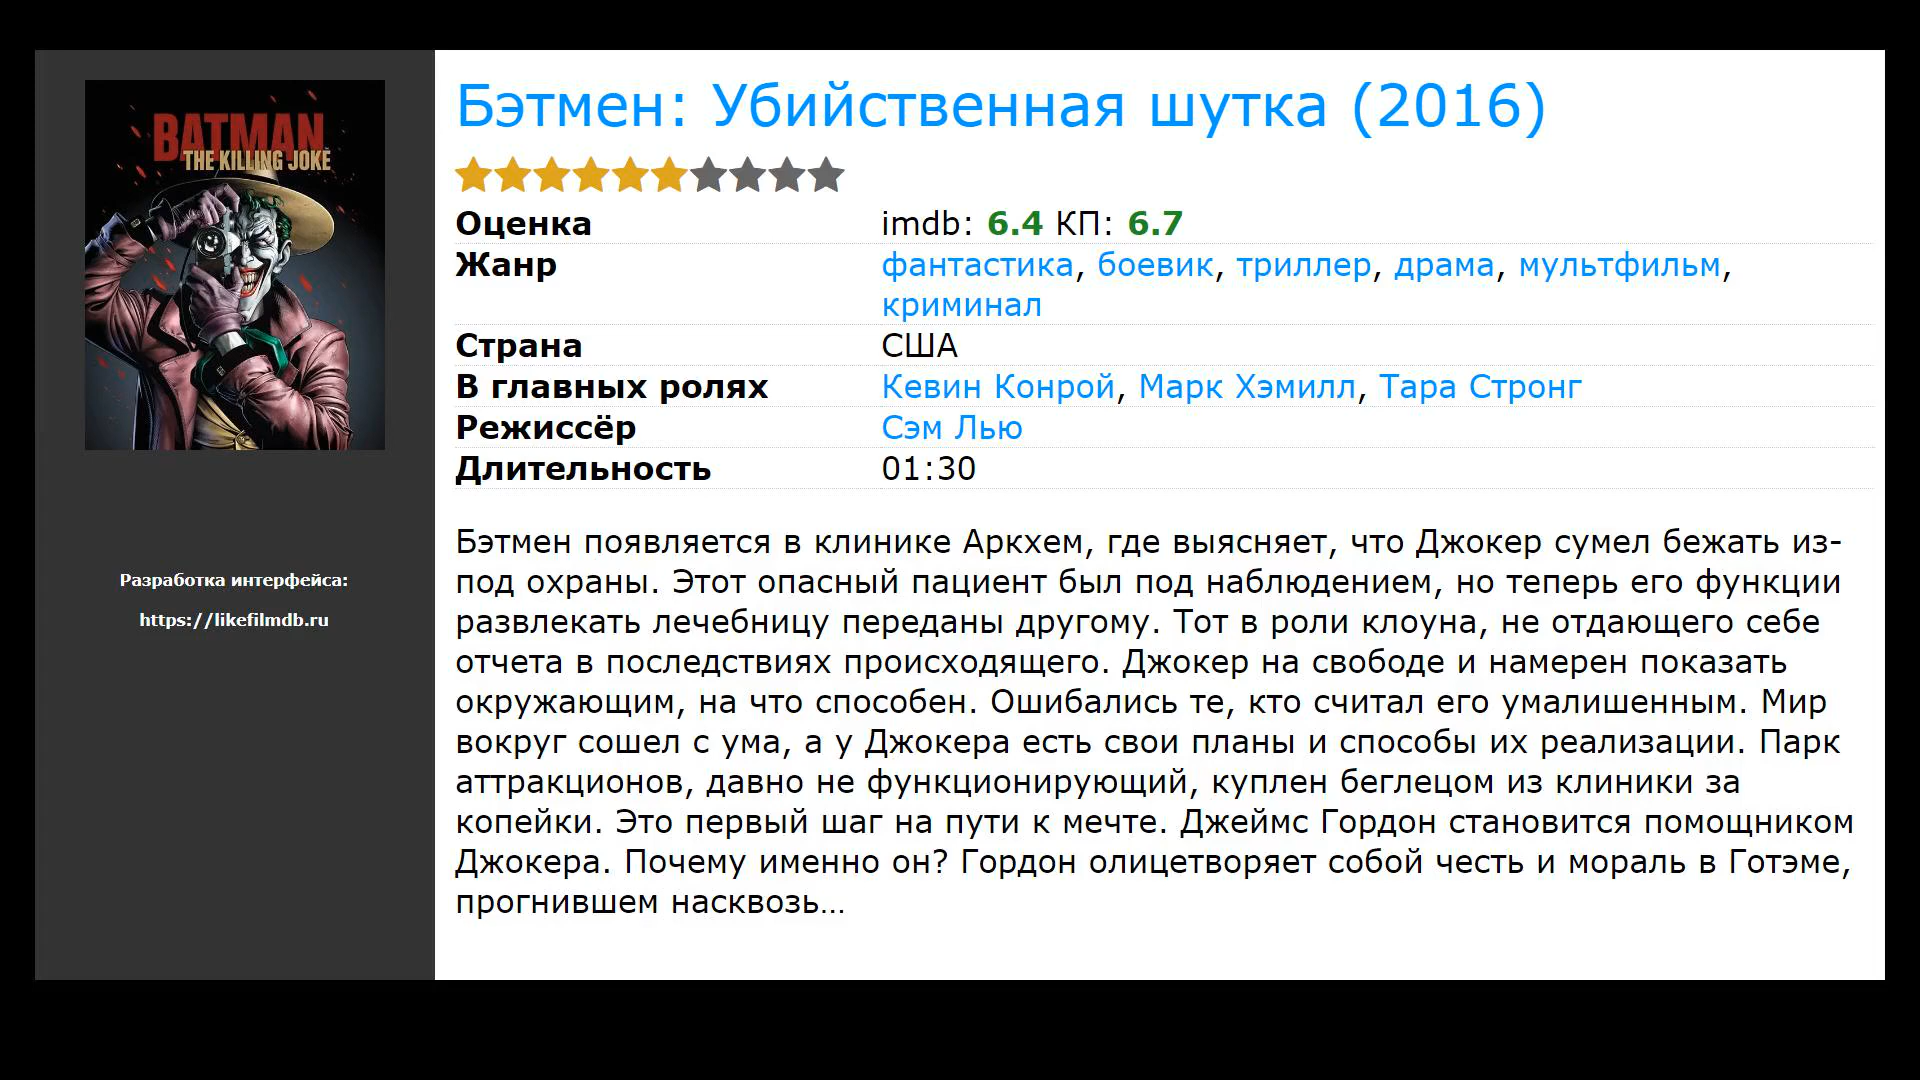 BATMAN
THE KILLING JOKE
Разработка интерфейса:
https://likefilmdb.ru
Бэтмен: Убийственная шутка (2016)
Оценка imdb: 6.4 КП: 6.7
Жанр фантастика, боевик, триллер, драма, мультфильм,
криминал
Страна США
В главных ролях Кевин Конрой, Марк Хэмилл, Тара Стронг
Режиссёр Сэм Лью
Длительность 01:30
Бэтмен появляется в клинике Аркхем, где выясняет, что Джокер сумел бежать из-
под охраны. Этот опасный пациент был под наблюдением, но теперь его функции
развлекать лечебницу переданы другому. Тот в роли клоуна, не отдающего себе
отчета в последствиях происходящего. Джокер на свободе и намерен показать
окружающим, на что способен. Ошибались те, кто считал его умалишенным. Мир
вокруг сошел с ума, а у Джокера есть свои планы и способы их реализации. Парк
аттракционов, давно не функционирующий, куплен беглецом из клиники за
копейки. Это первый шаг на пути к мечте. Джеймс Гордон становится помощником
Джокера. Почему именно он? Гордон олицетворяет собой честь и мораль в Готэме,
прогнившем насквозь…